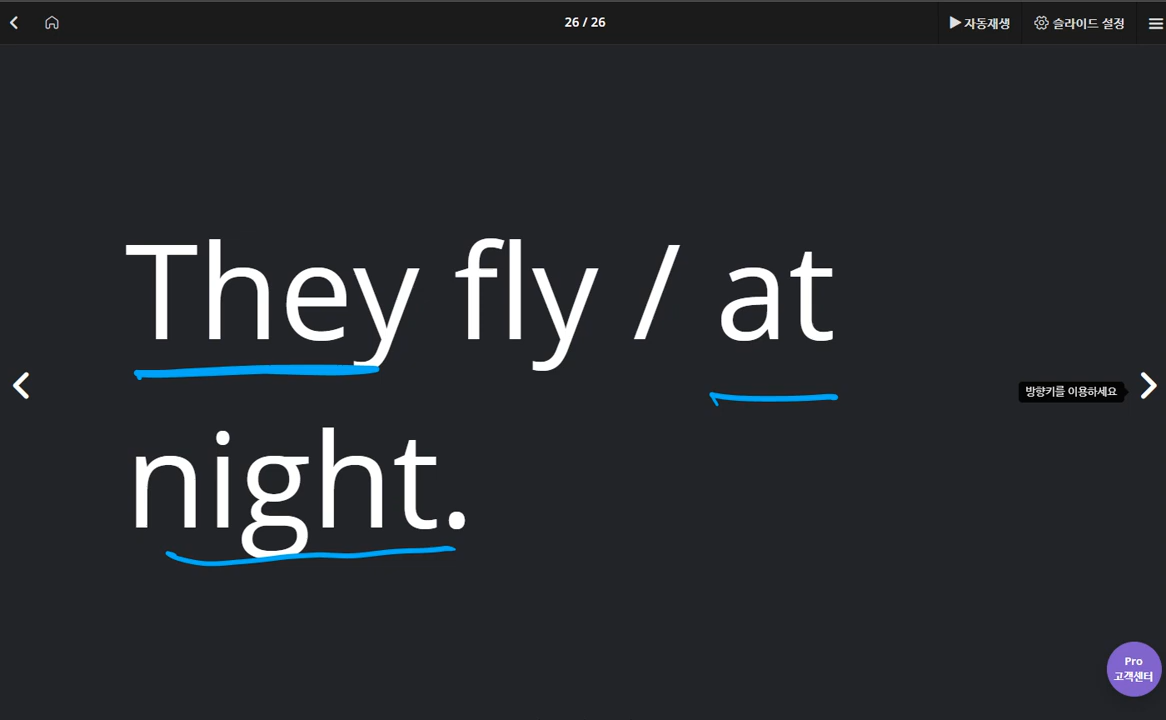 26 / 26
▶ 자동재생
슬라이드 설정
They fly / at
night.
방향키를 이용하세요
Pro
고객센터